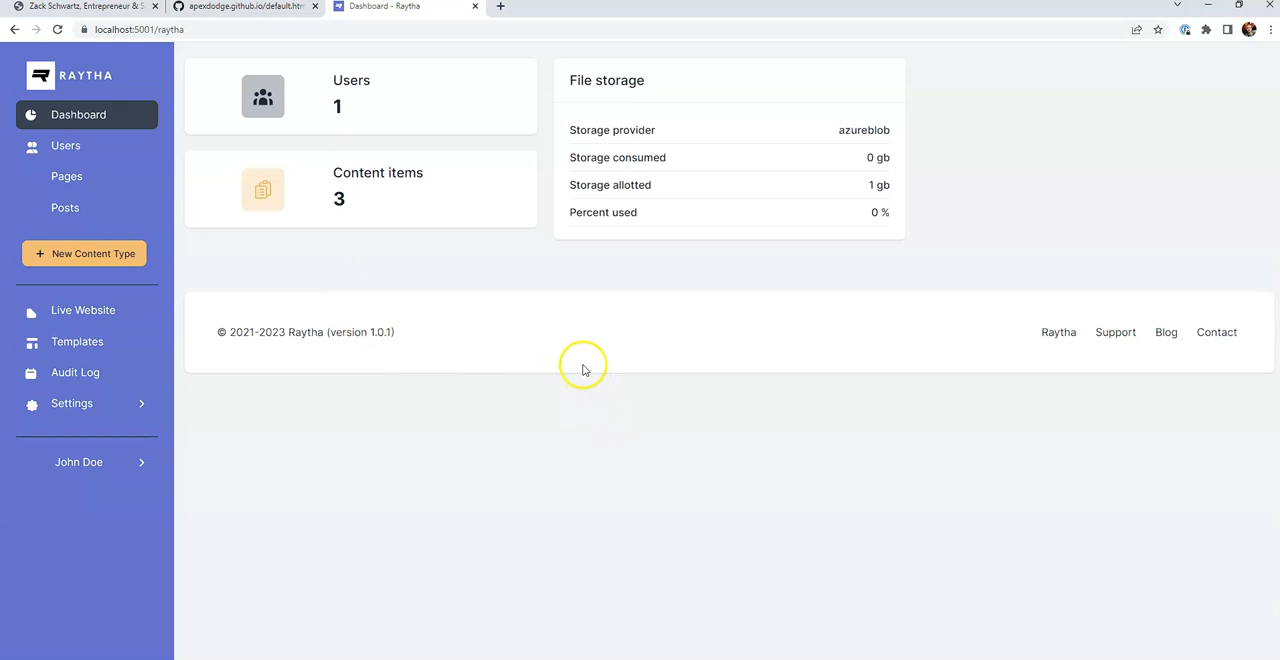 Zack Schwartz, Entrepreneur & S
apexdodge.github.io/default.htm
Dashboard - Raytha
localhost:5001/raytha
RAYTHA
Dashboard
Users
Pages
Posts
+ New Content Type
Live Website
Templates
Audit Log
Settings
John Doe
Users
1
Content items
3
File storage
Storage provider azureblob
Storage consumed 0 gb
Storage allotted 1 gb
Percent used 0 %
© 2021-2023 Raytha (version 1.0.1)
Raytha Support Blog Contact